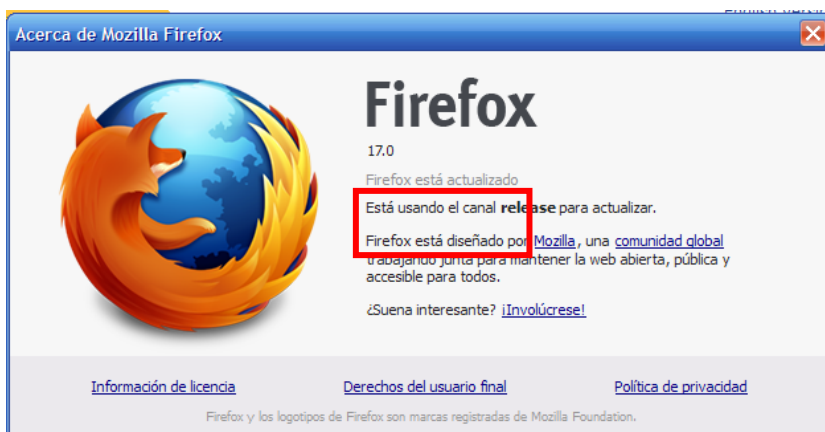 English Versi
Acerca de Mozilla Firefox
Firefox
17.0
Firefox está actualizado
Está usando el canal release para actualizar.
Firefox está diseñado por Mozilla, una comunidad global
trabajando junta para mantener la web abierta, pública y
accesible para todos.
¿Suena interesante? ¡Involúcrese!
Información de licencia Derechos del usuario final Política de privacidad
Firefox y los logotipos de Firefox son marcas registradas de Mozilla Foundation.